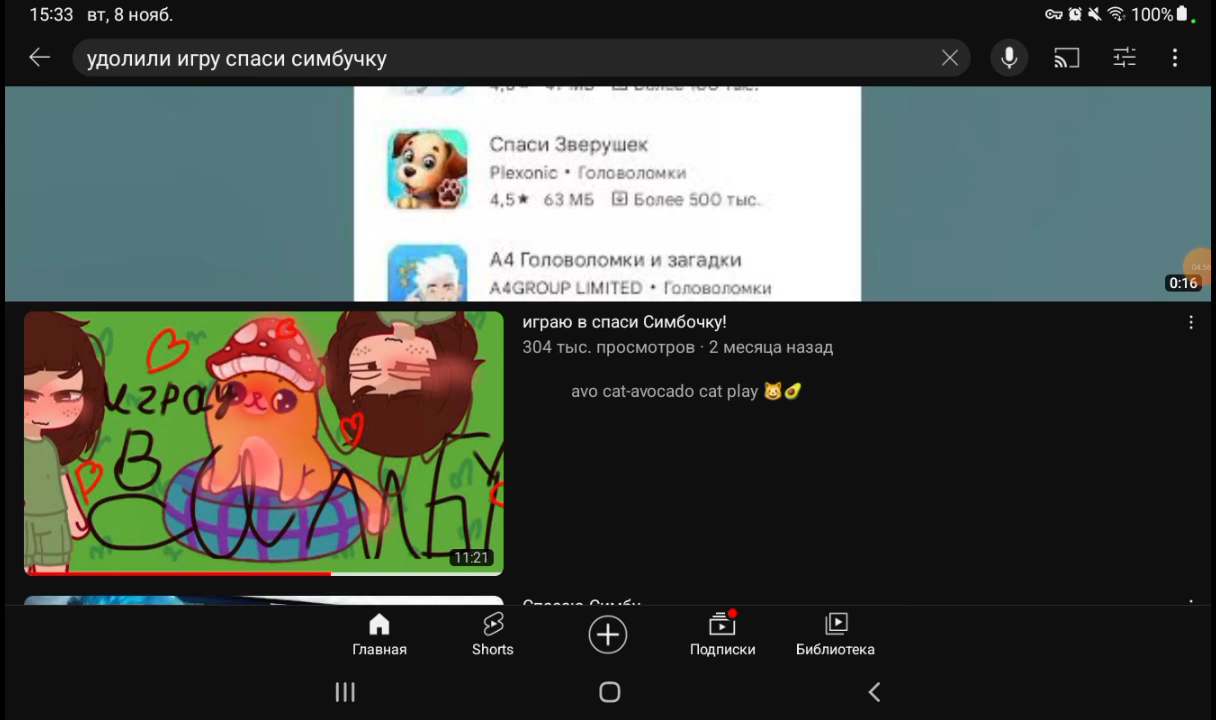 15:33 вт, 8 нояб.
100%
удолили игру спаси симбучку
Спаси Зверушек
Plexonic • Головоломки
4,5★ 63 МБ Более 500 тыс.
А4 Головоломки и загадки
A4GROUP LIMITED • Головоломки
0:16
играю в спаси Симбочку!
304 тыс. просмотров · 2 месяца назад
avo cat-avocado cat play 😸🥑
играу
В
11:21
Главная
Shorts
Подписки
Библиотека